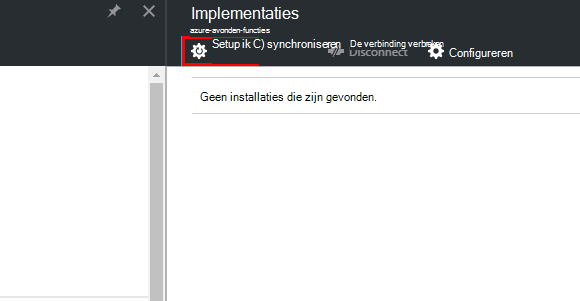 Implementaties
azure-avonden-functies
Setup ik C) synchroniseren
De verbinding verbreken
Disconnect
Configureren
Geen installaties die zijn gevonden.